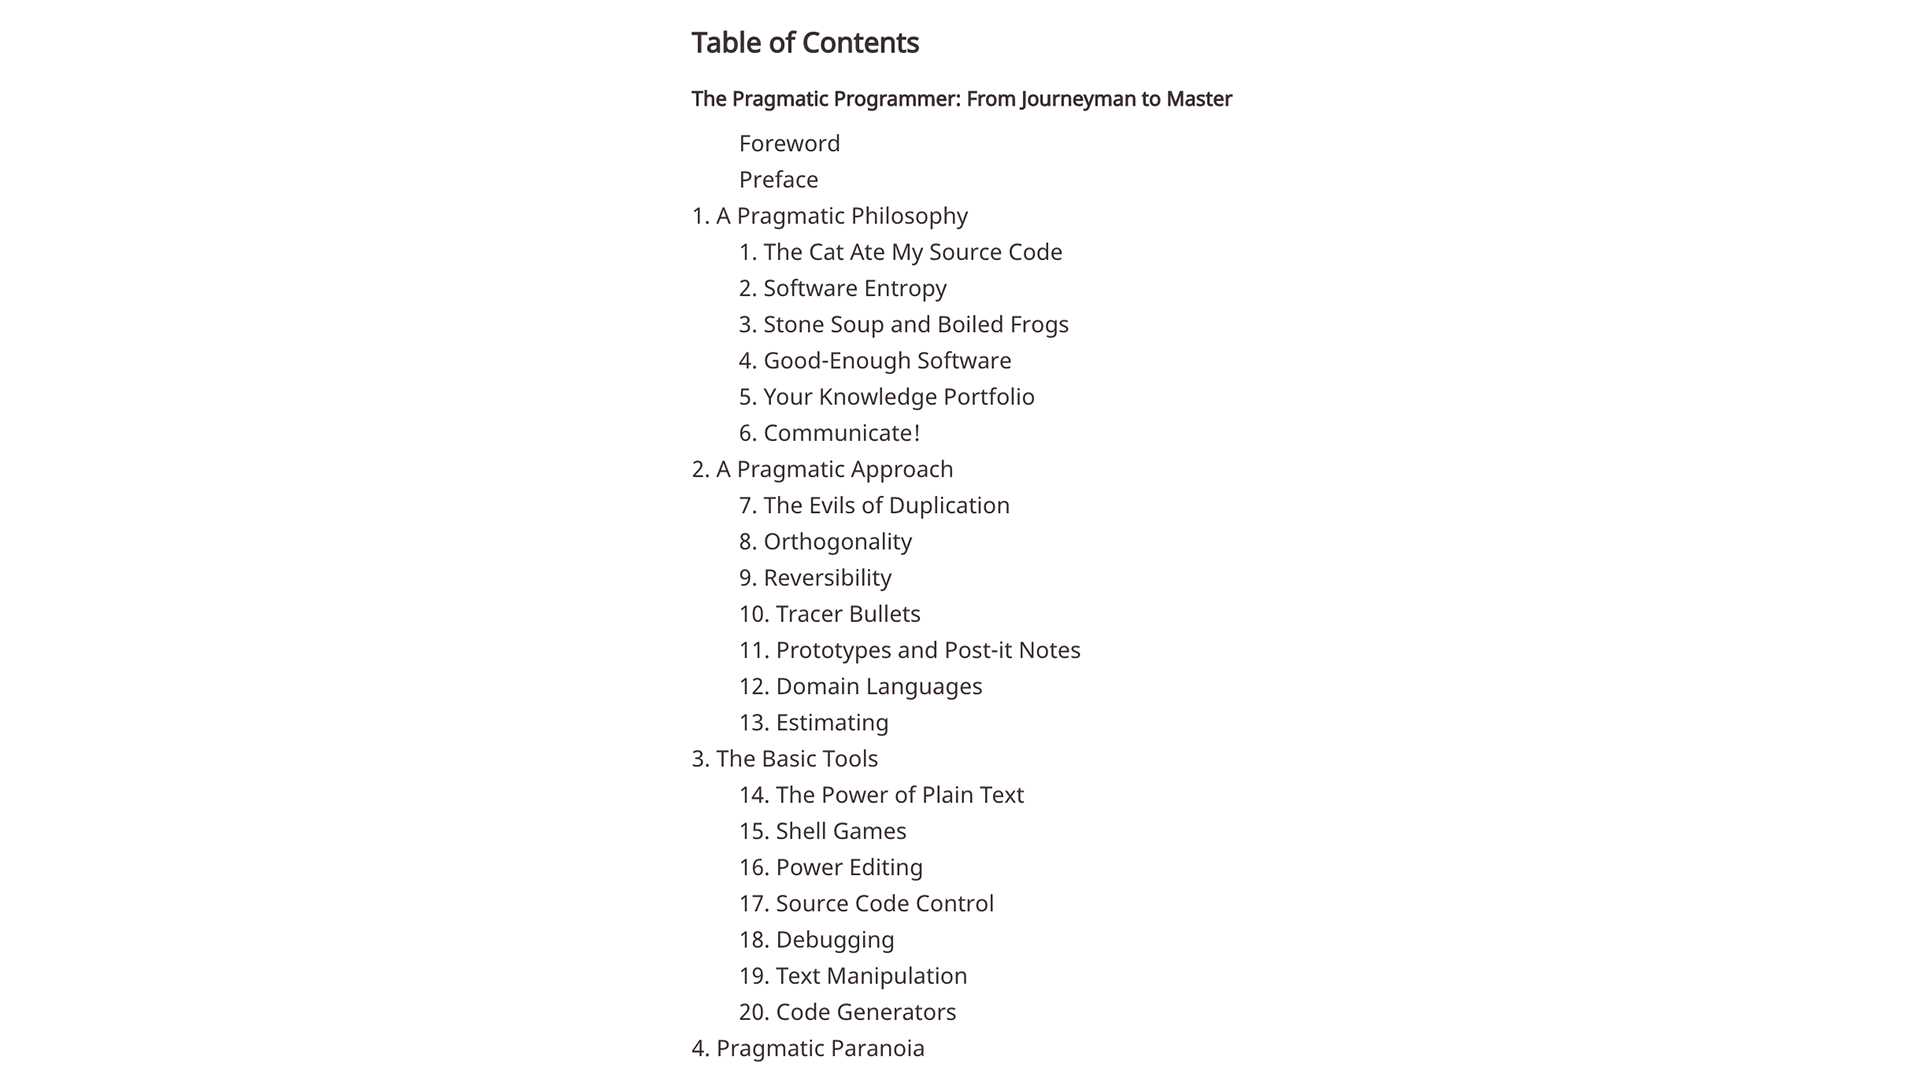 Table of Contents
The Pragmatic Programmer: From Journeyman to Master
Foreword
Preface
1. A Pragmatic Philosophy
1. The Cat Ate My Source Code
2. Software Entropy
3. Stone Soup and Boiled Frogs
4. Good-Enough Software
5. Your Knowledge Portfolio
6. Communicate!
2. A Pragmatic Approach
7. The Evils of Duplication
8. Orthogonality
9. Reversibility
10. Tracer Bullets
11. Prototypes and Post-it Notes
12. Domain Languages
13. Estimating
3. The Basic Tools
14. The Power of Plain Text
15. Shell Games
16. Power Editing
17. Source Code Control
18. Debugging
19. Text Manipulation
20. Code Generators
4. Pragmatic Paranoia